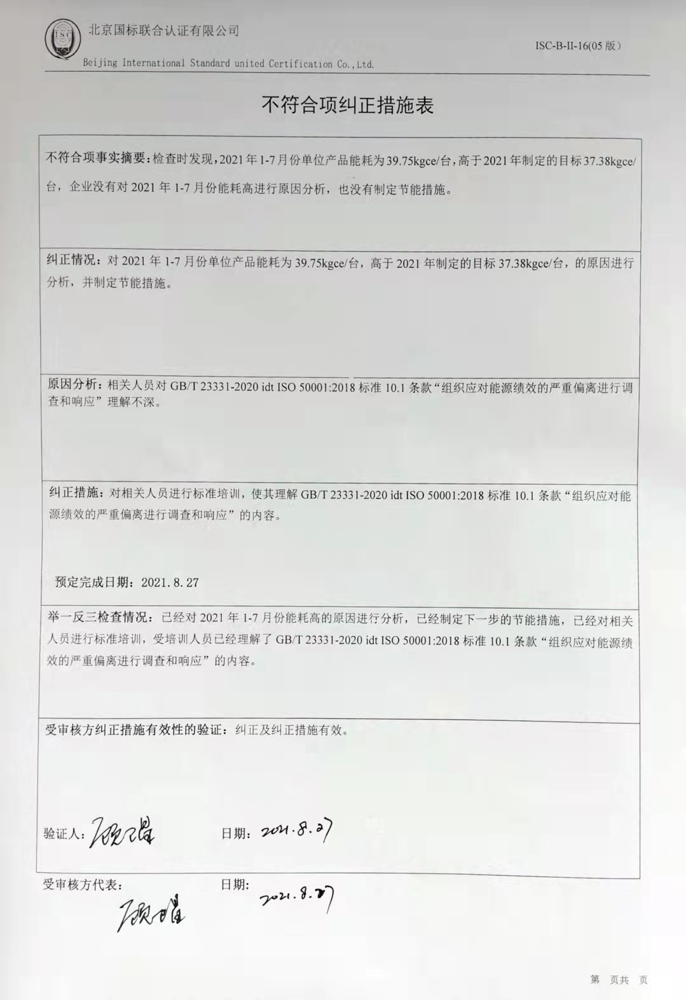 ISC
北京国标联合认证有限公司
ISC-B-II-16(05 版）
Beijing International Standard united Certification Co.,Ltd.
不符合项纠正措施表
不符合项事实摘要：检查时发现，2021 年 1-7 月份单位产品能耗为 39.75kgce/台，高于 2021 年制定的目标 37.38kgce/
台，企业没有对 2021 年 1-7 月份能耗高进行原因分析，也没有制定节能措施。
纠正情况：对 2021 年 1-7 月份单位产品能耗为 39.75kgce/台，高于 2021 年制定的目标 37.38kgce/台，的原因进行
分析，并制定节能措施。
原因分析：相关人员对 GB/T 23331-2020 idt ISO 50001:2018 标准 10.1 条款“组织应对能源绩效的严重偏离进行调
查和响应”理解不深。
纠正措施：对相关人员进行标准培训，使其理解 GB/T 23331-2020 idt ISO 50001:2018 标准 10.1 条款“组织应对能
源绩效的严重偏离进行调查和响应”的内容。
预定完成日期：2021.8.27
举一反三检查情况：已经对 2021 年 1-7 月份能耗高的原因进行分析，已经制定下一步的节能措施，已经对相关
人员进行标准培训，受培训人员已经理解了 GB/T 23331-2020 idt ISO 50001:2018 标准 10.1 条款“组织应对能源绩
效的严重偏离进行调查和响应”的内容。
受审核方纠正措施有效性的验证：纠正及纠正措施有效。
验证人： 日期：2021.8.27
受审核方代表： 日期：2021.8.27
第 页共 页